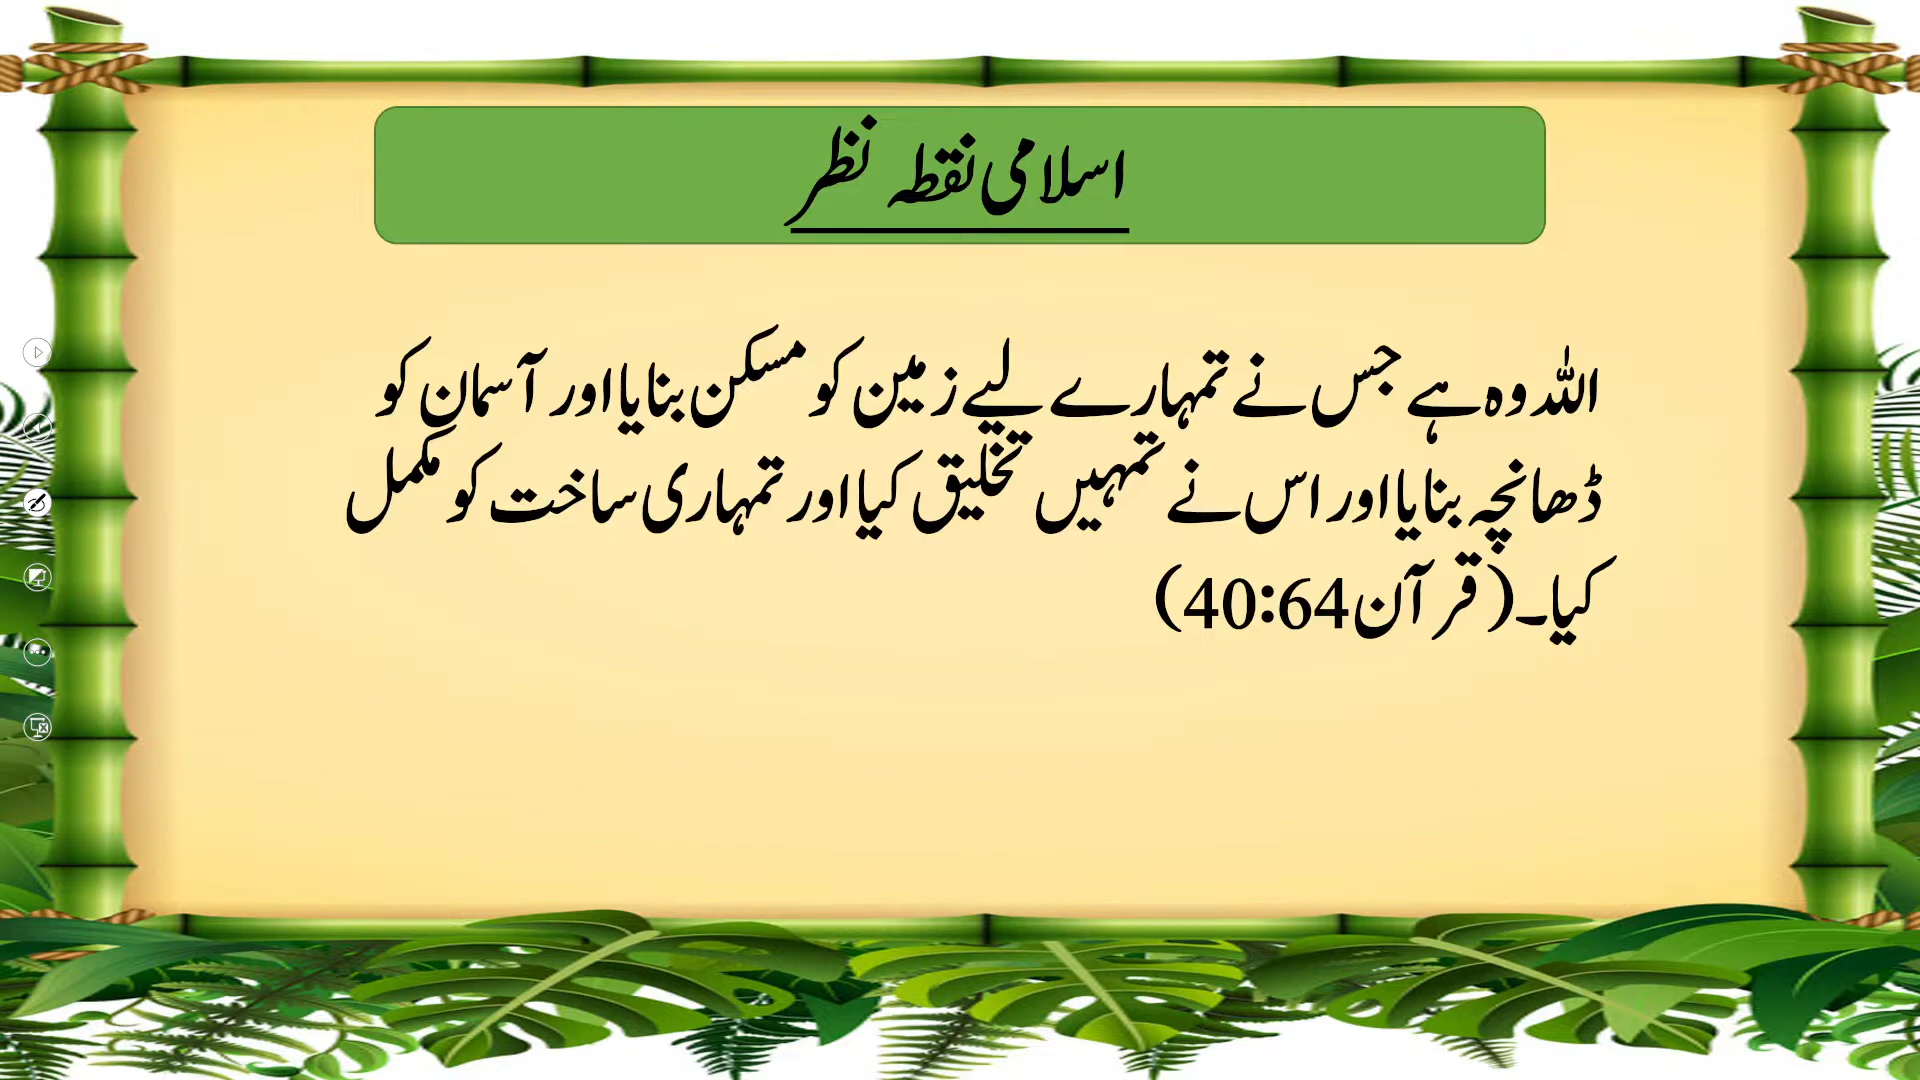 اسلامی نقطہ نظر
اللہ وہ ہے جس نے تمہارے لیے زمین کو مسکن بنایا اور آسمان کو
ڈھانچہ بنایا اور اس نے تمہیں تخلیق کیا اور تمہاری ساخت کو مکمل
کیا۔ (قرآن 40:64)